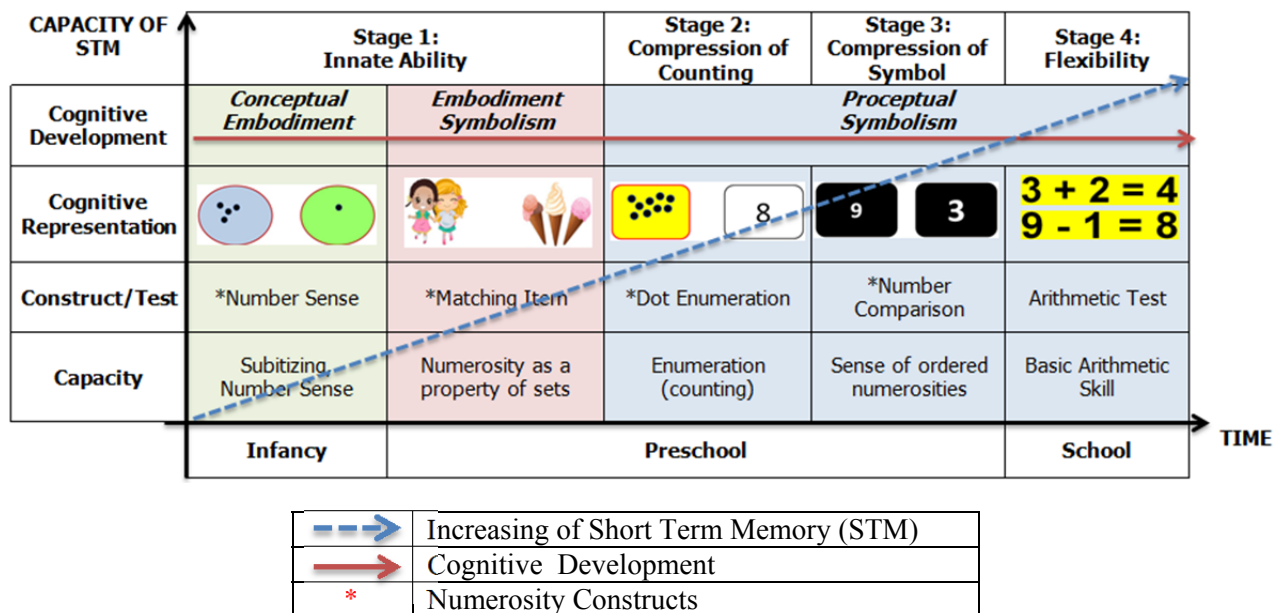 CAPACITY OF
STM
Stage 1:
Innate Ability
Stage 2:
Compression of
Counting
Stage 3:
Compression of
Symbol
Stage 4:
Flexibility
Cognitive
Development
Conceptual
Embodiment
Embodiment
Symbolism
Proceptual
Symbolism
Cognitive
Representation
8
9
3
3 + 2 = 4
9 - 1 = 8
Construct/Test
*Number Sense
*Matching Item
*Dot Enumeration
*Number
Comparison
Arithmetic Test
Capacity
Subitizing,
Number Sense
Numerosity as a
property of sets
Enumeration
(counting)
Sense of ordered
numerosities
Basic Arithmetic
Skill
Infancy
Preschool
School
TIME
Increasing of Short Term Memory (STM)
Cognitive Development
* Numerosity Constructs